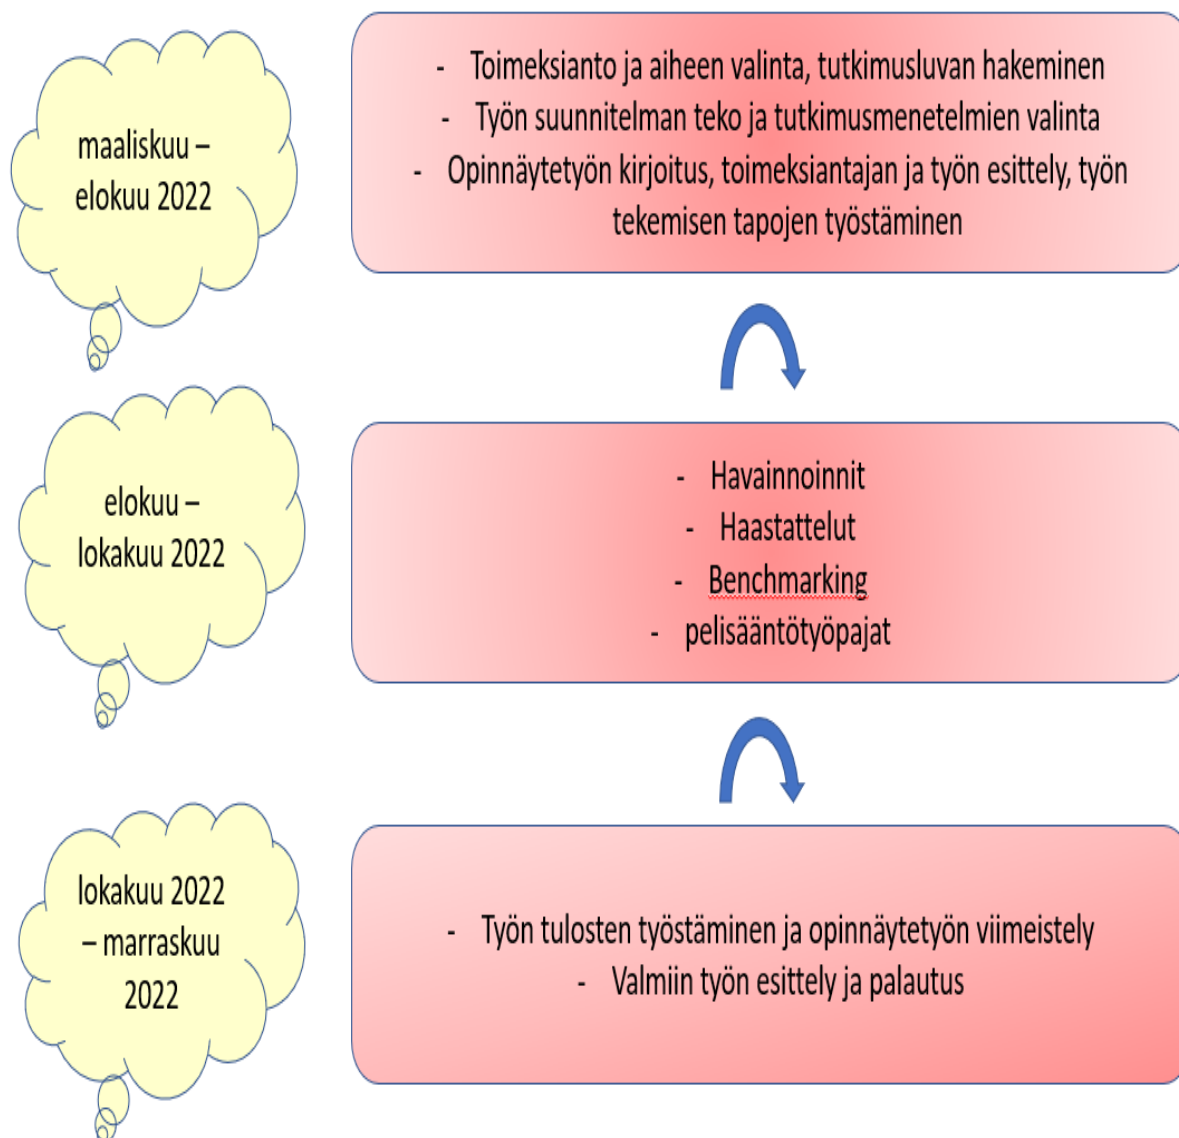 maaliskuu –
elokuu 2022
- Toimeksianto ja aiheen valinta, tutkimusluvan hakeminen
- Työn suunnitelman teko ja tutkimusmenetelmien valinta
- Opinnäytetyön kirjoitus, toimeksiantajan ja työn esittely, työn
tekemisen tapojen työstäminen
elokuu –
lokakuu 2022
- Havainnoinnit
- Haastattelut
- Benchmarking
- pelisääntötyöpajat
lokakuu 2022
– marraskuu
2022
- Työn tulosten työstäminen ja opinnäytetyön viimeistely
- Valmiin työn esittely ja palautus